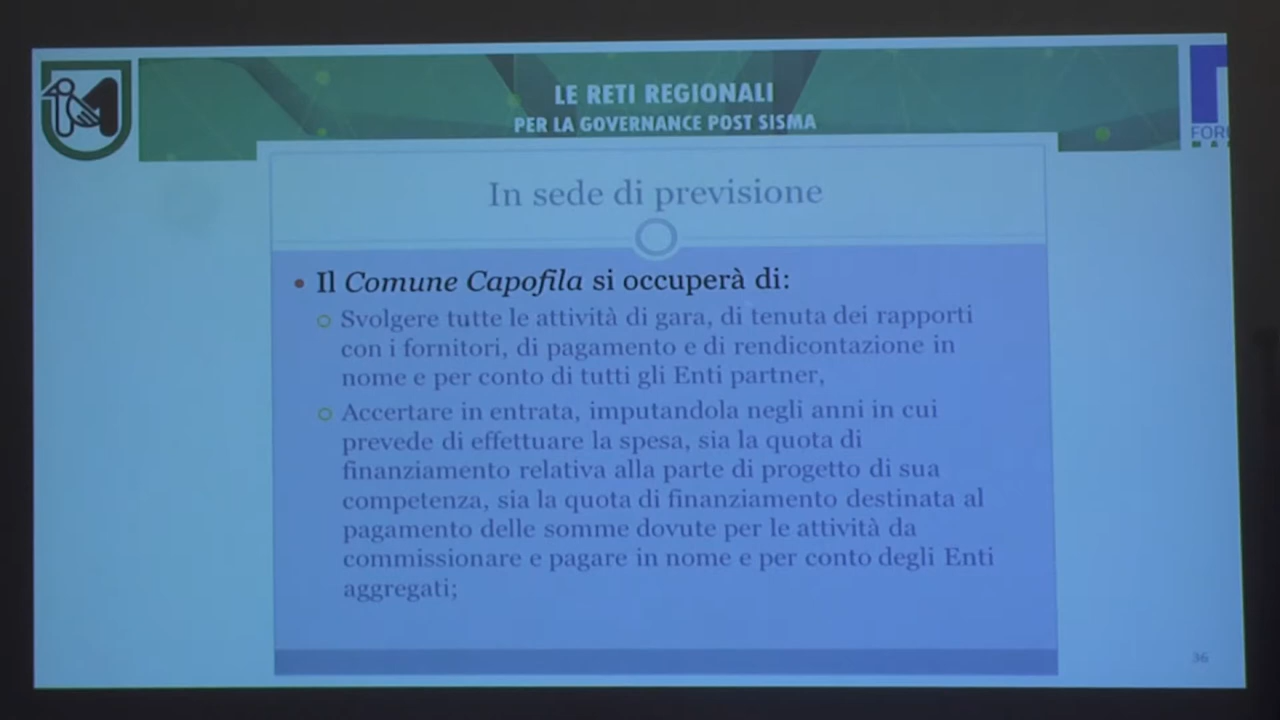 LE RETI REGIONALI
PER LA GOVERNANCE POST SISMA
In sede di previsione
• Il Comune Capofila si occuperà di:
Svolgere tutte le attività di gara, di tenuta dei rapporti
con i fornitori, di pagamento e di rendicontazione in
nome e per conto di tutti gli Enti partner,
Accertare in entrata, imputandola negli anni in cui
prevede di effettuare la spesa, sia la quota di
finanziamento relativa alla parte di progetto di sua
competenza, sia la quota di finanziamento destinata al
pagamento delle somme dovute per le attività da
commissionare e pagare in nome e per conto degli Enti
aggregati;
36